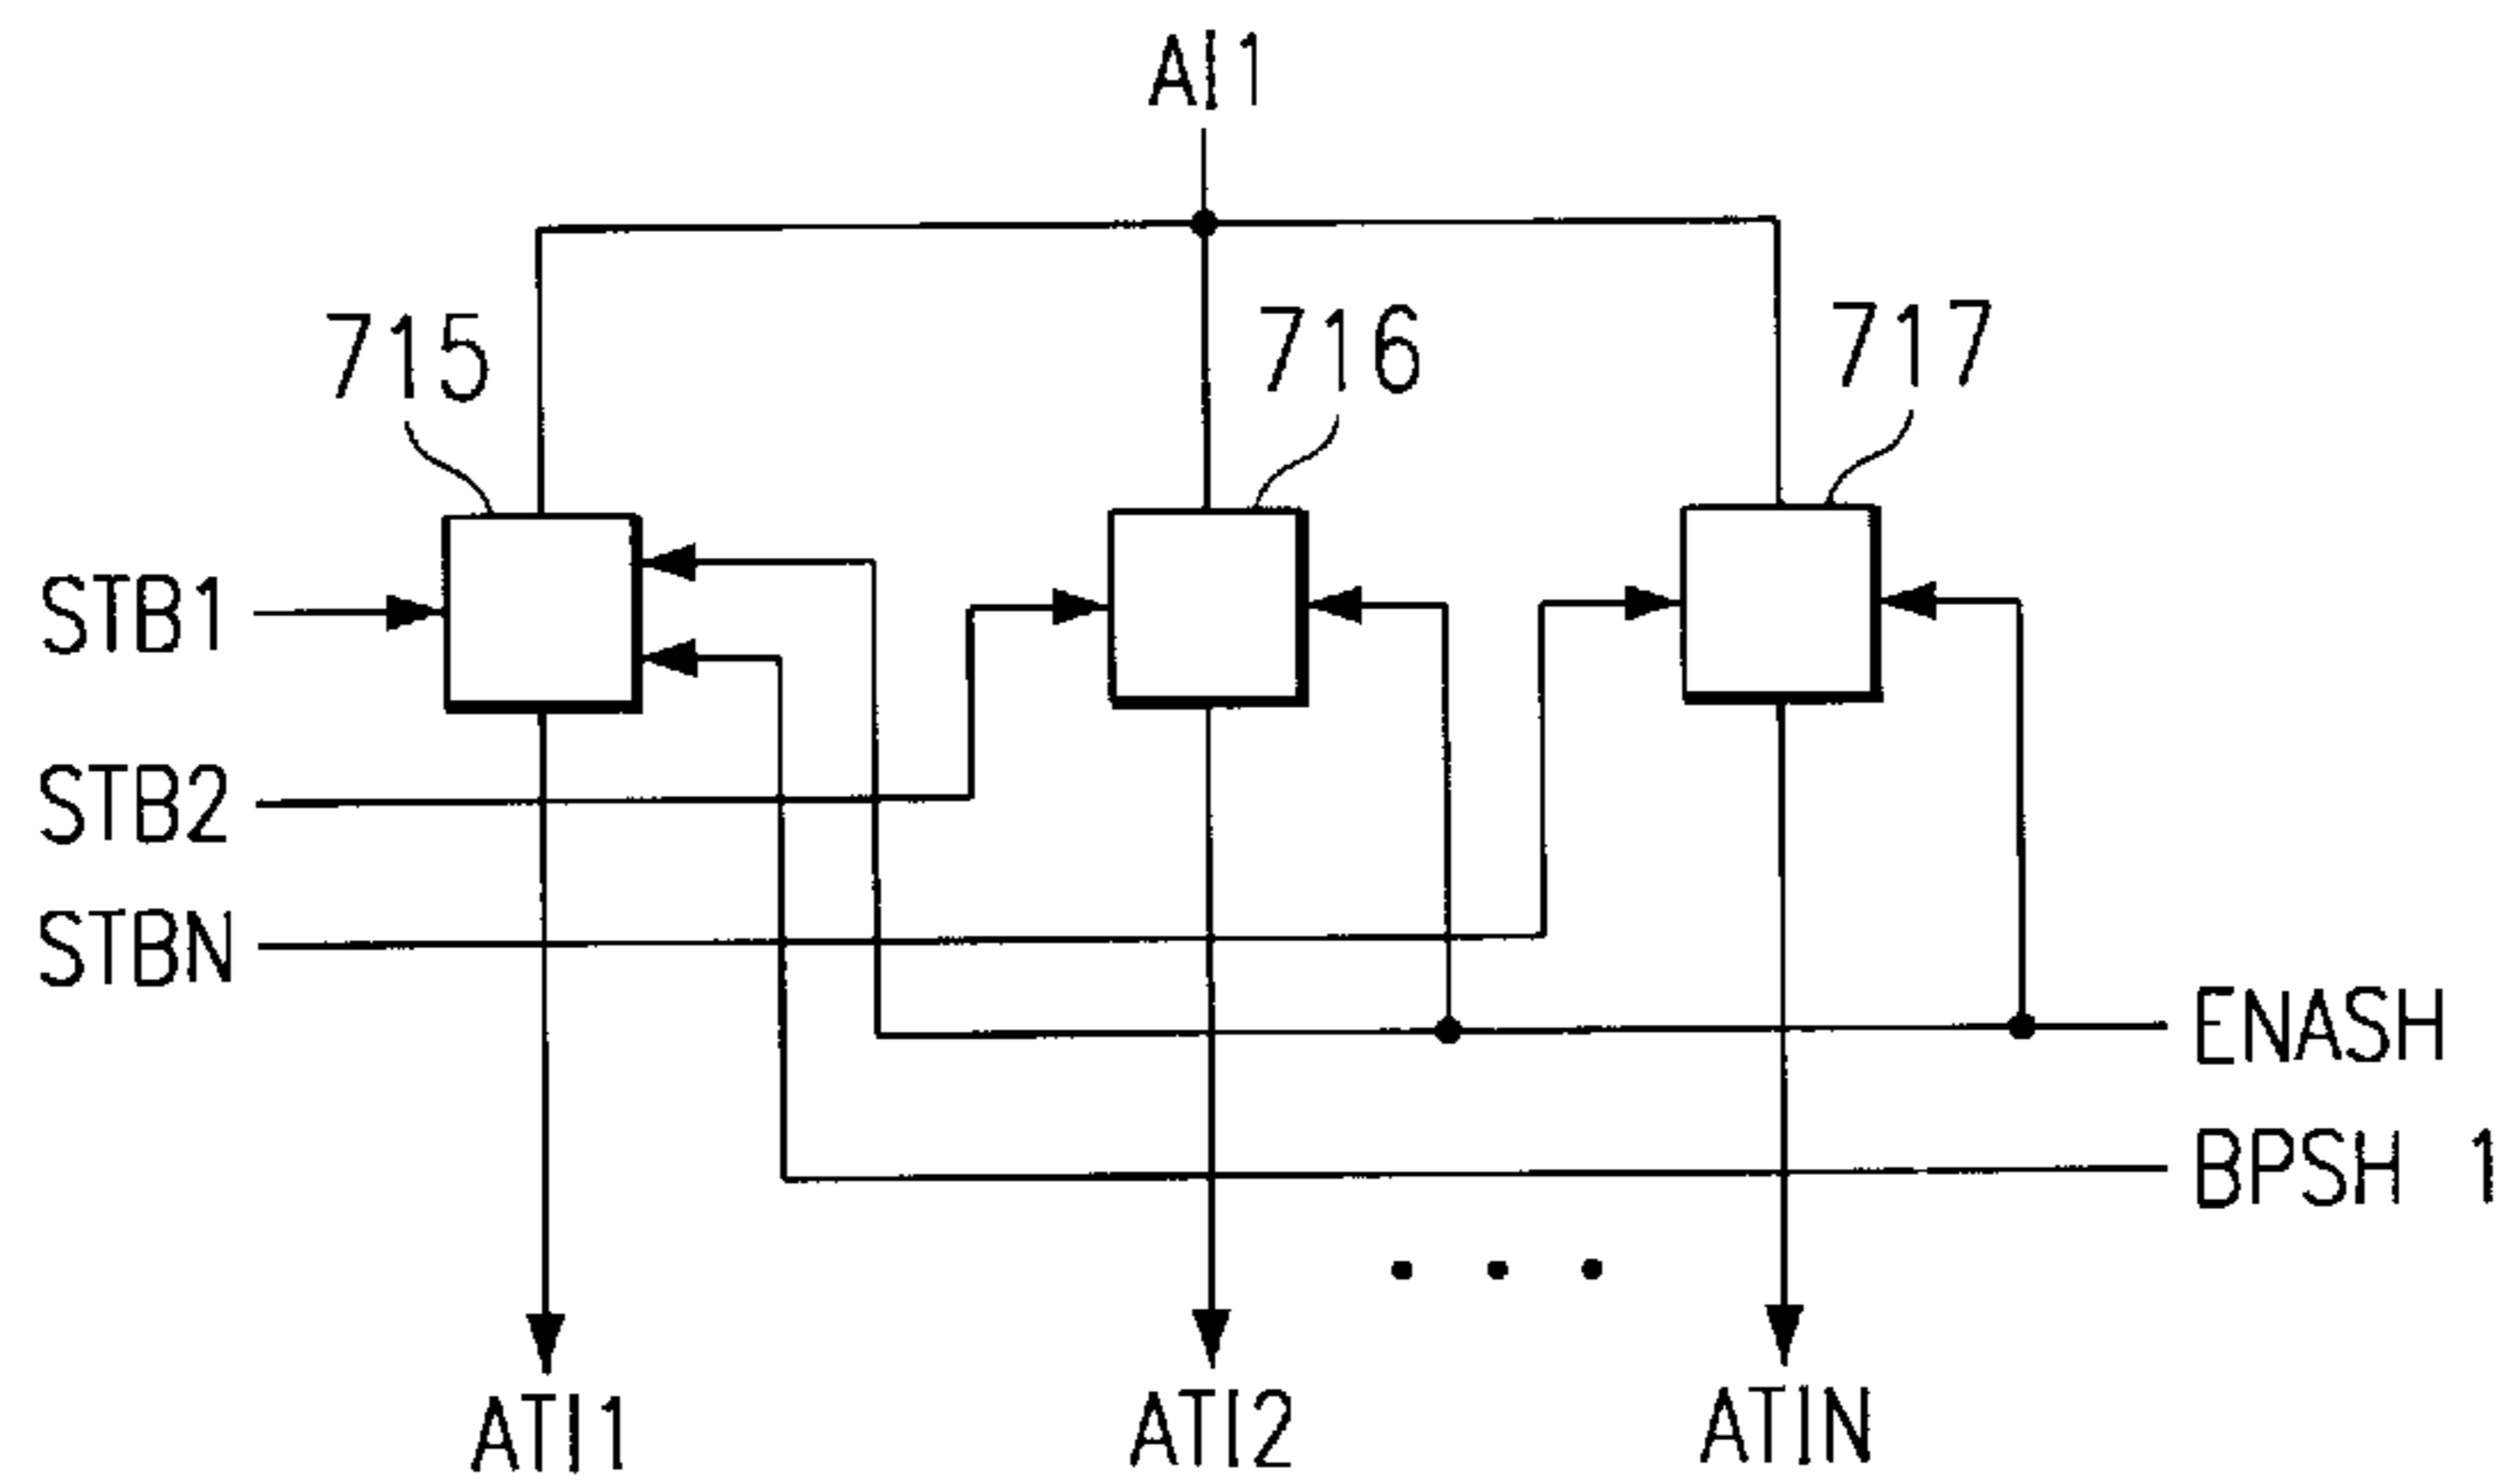 AI1
715
716
717
STB1
STB2
STBN
ENASH
BPSH 1
ATI1
ATI2
ATIN